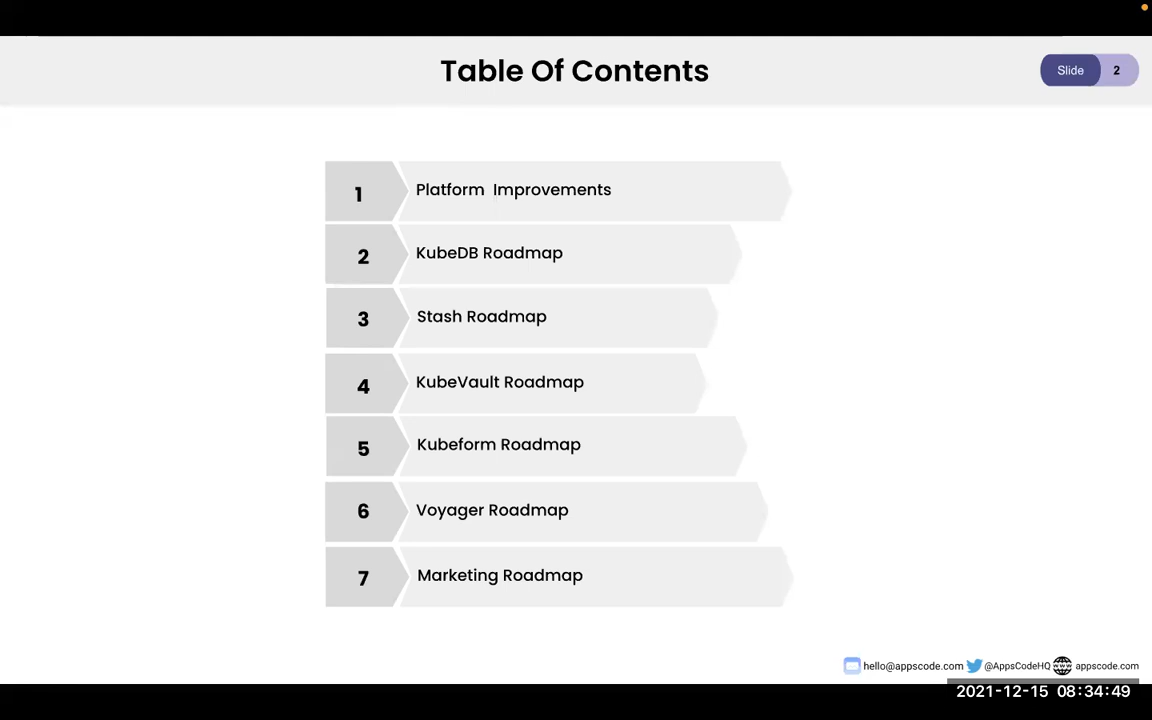 Table Of Contents
Slide 2
1 Platform Improvements
2 KubeDB Roadmap
3 Stash Roadmap
4 KubeVault Roadmap
5 Kubeform Roadmap
6 Voyager Roadmap
7 Marketing Roadmap
hello@appscode.com @AppsCodeHQ appscode.com
2021-12-15 08:34:49